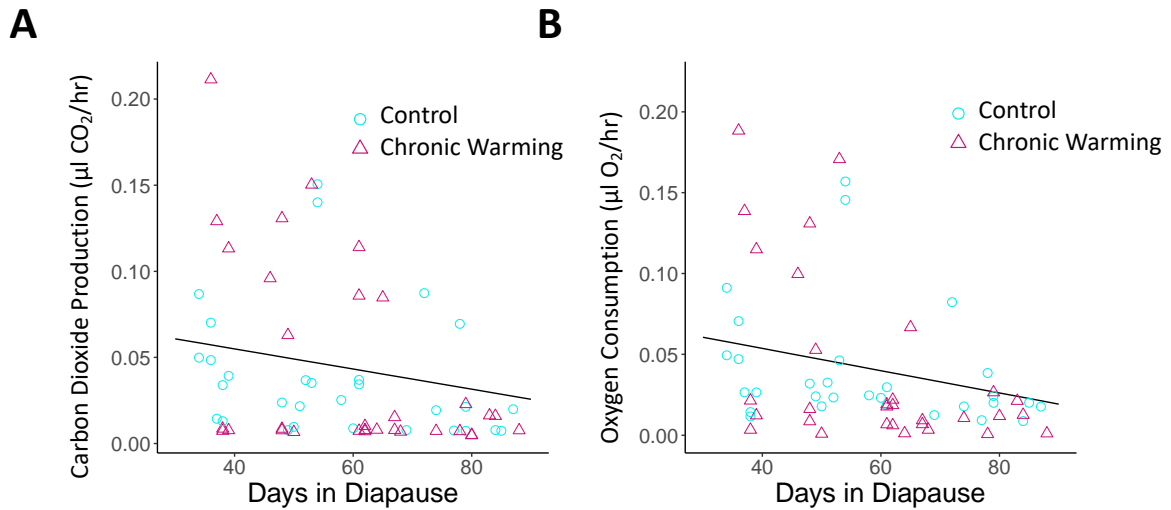 A
Carbon Dioxide Production (µl CO₂/hr)
0.20
0.15
0.10
0.05
0.00
Control
Chronic Warming
40
60
80
Days in Diapause
B
Oxygen Consumption (µl O₂/hr)
0.20
0.15
0.10
0.05
0.00
Control
Chronic Warming
40
60
80
Days in Diapause